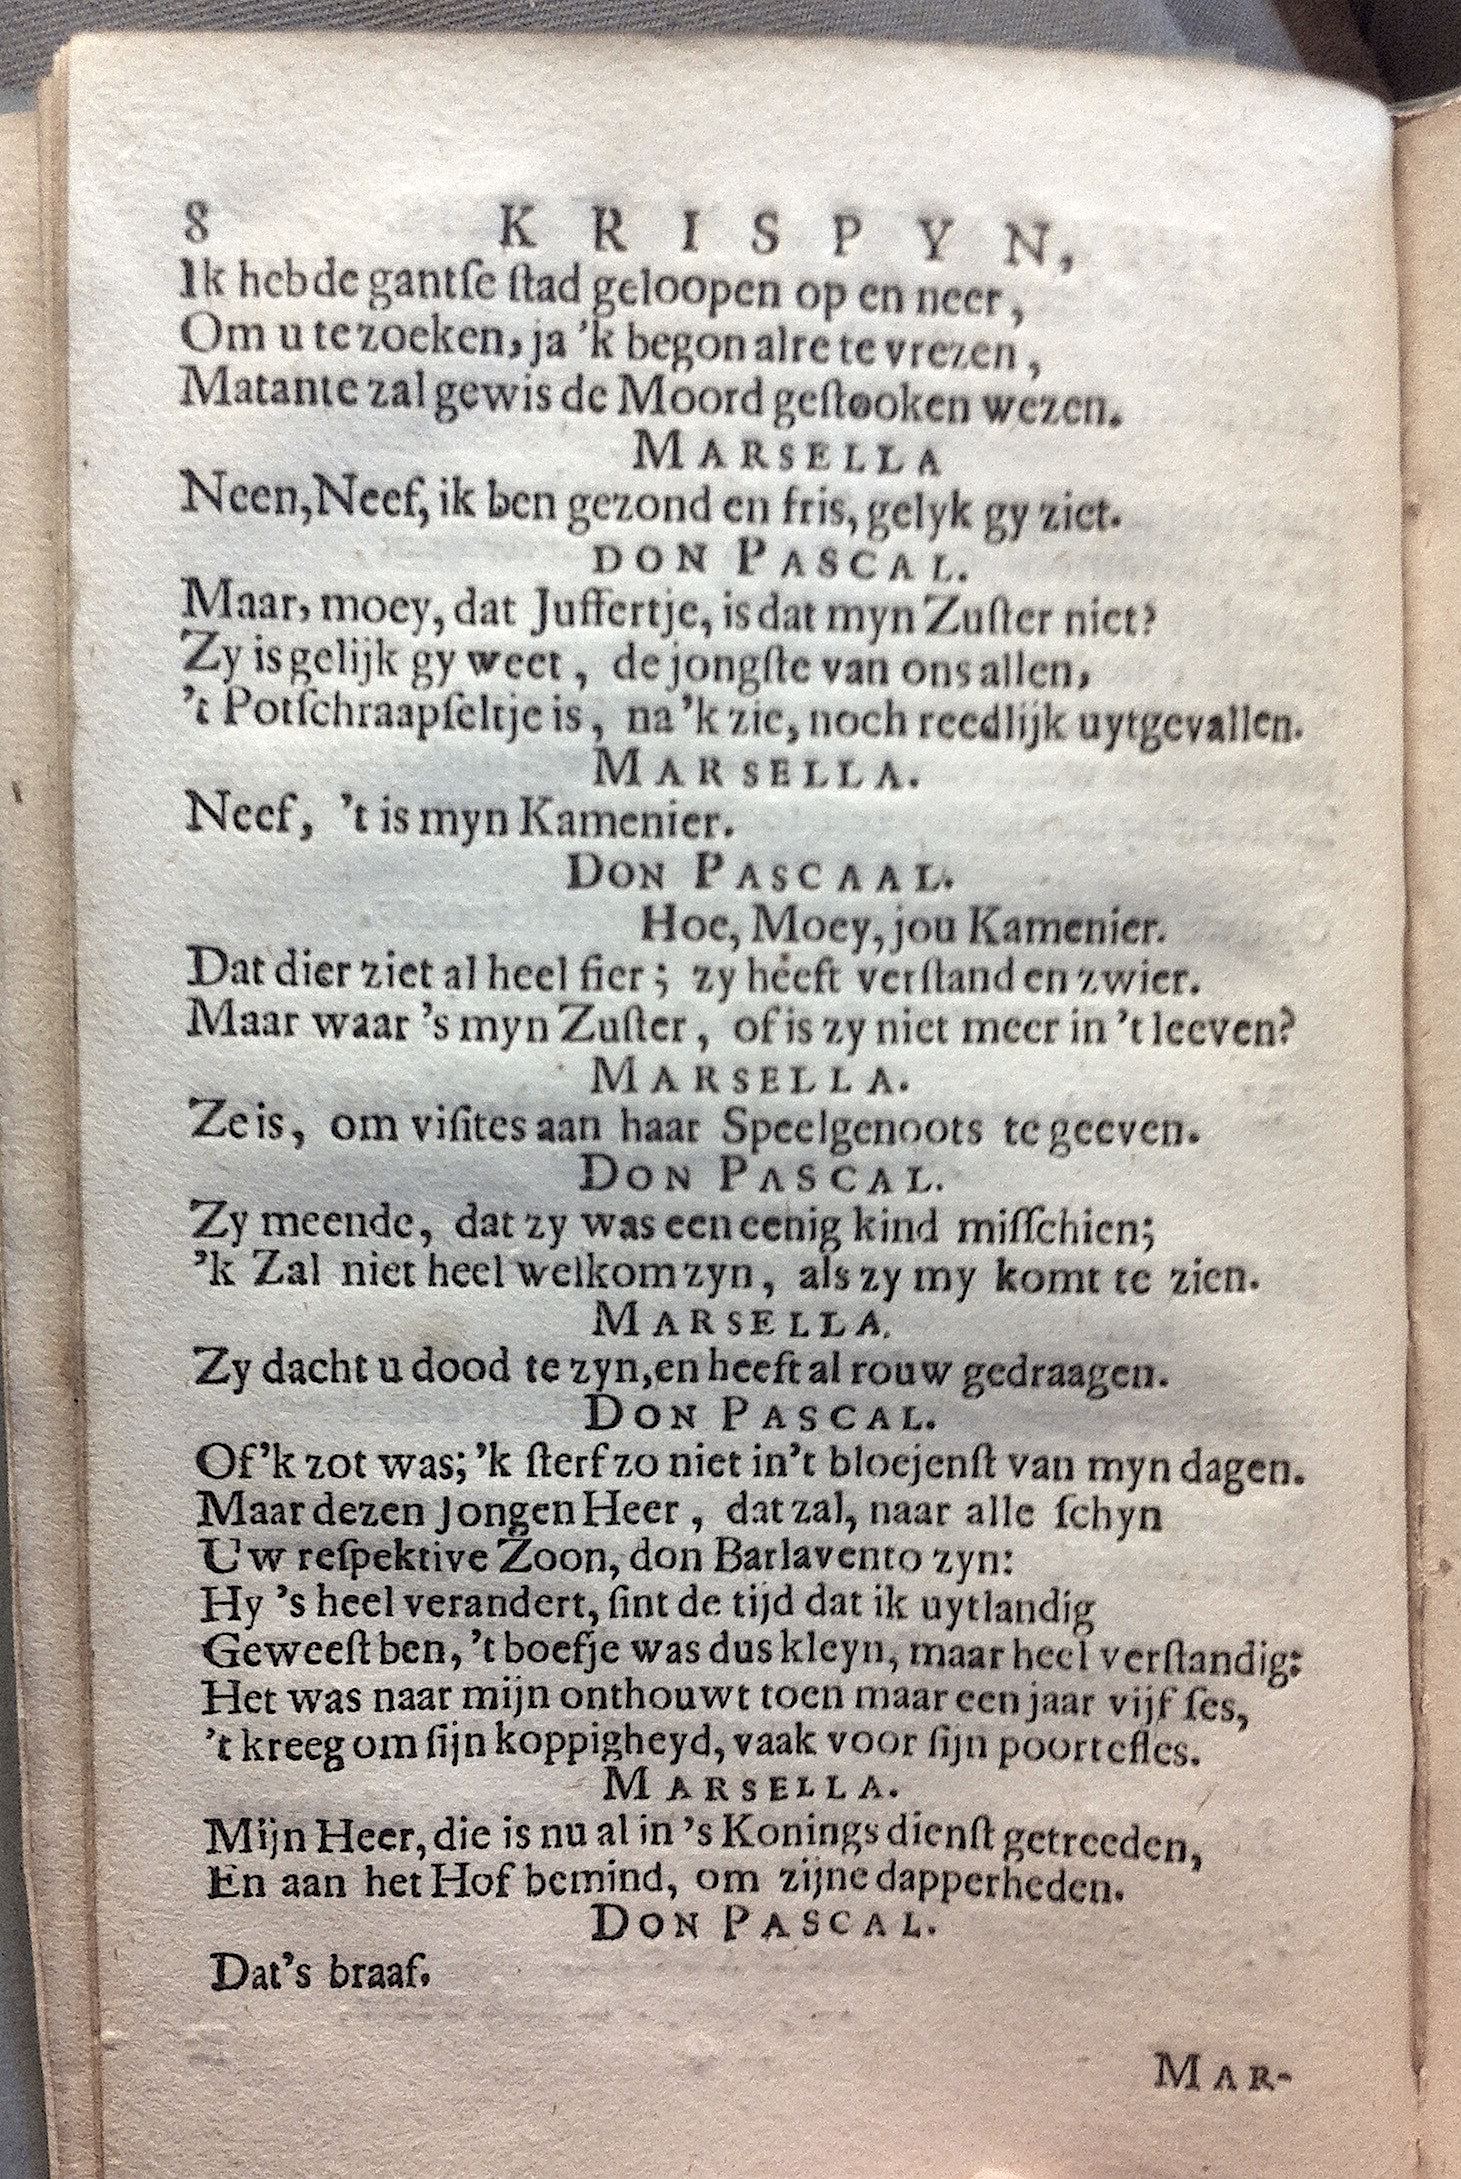 8 KRISPYN,
Ik heb de gantſe ſtad geloopen op en neer,
Om u te zoeken, ja 'k begon alre te vrezen,
Matante zal gewis de Moord geſtooken wezen.
MARSELLA
Neen, Neef, ik ben gezond en fris, gelyk gy ziet.
DON PASCAL.
Maar, moey, dat Juffertje, is dat myn Zuſter niet?
Zy is gelijk gy weet, de jongſte van ons allen,
't Potſchraapſeltje is, na 'k zie, noch reedlijk uytgevallen.
MARSELLA.
Neef, 't is myn Kamenier.
DON PASCAAL.
Hoe, Moey, jou Kamenier.
Dat dier ziet al heel fier; zy heeft verſtand en zwier.
Maar waar 's myn Zuſter, of is zy niet meer in 't leeven?
MARSELLA.
Ze is, om viſites aan haar Speelgenoots te geeven.
DON PASCAL.
Zy meende, dat zy was een eenig kind miſſchien;
'k Zal niet heel welkom zyn, als zy my komt te zien.
MARSELLA.
Zy dacht u dood te zyn, en heeft al rouw gedraagen.
DON PASCAL.
Of 'k zot was; 'k ſterf zo niet in 't bloejenſt van myn dagen.
Maar dezen Jongen Heer, dat zal, naar alle ſchyn
Uw reſpektive Zoon, don Barlavento zyn:
Hy 's heel verandert, ſint de tijd dat ik uytlandig
Geweeſt ben, 't boefje was dus kleyn, maar heel verſtandig:
Het was naar mijn onthouwt toen maar een jaar vijf ſes,
't kreeg om ſijn koppigheyd, vaak voor ſijn poorteſles.
MARSELLA.
Mijn Heer, die is nu al in 's Konings dienſt getreeden,
En aan het Hof bemind, om zijne dapperheden.
DON PASCAL.
Dat's braaf.
MAR-